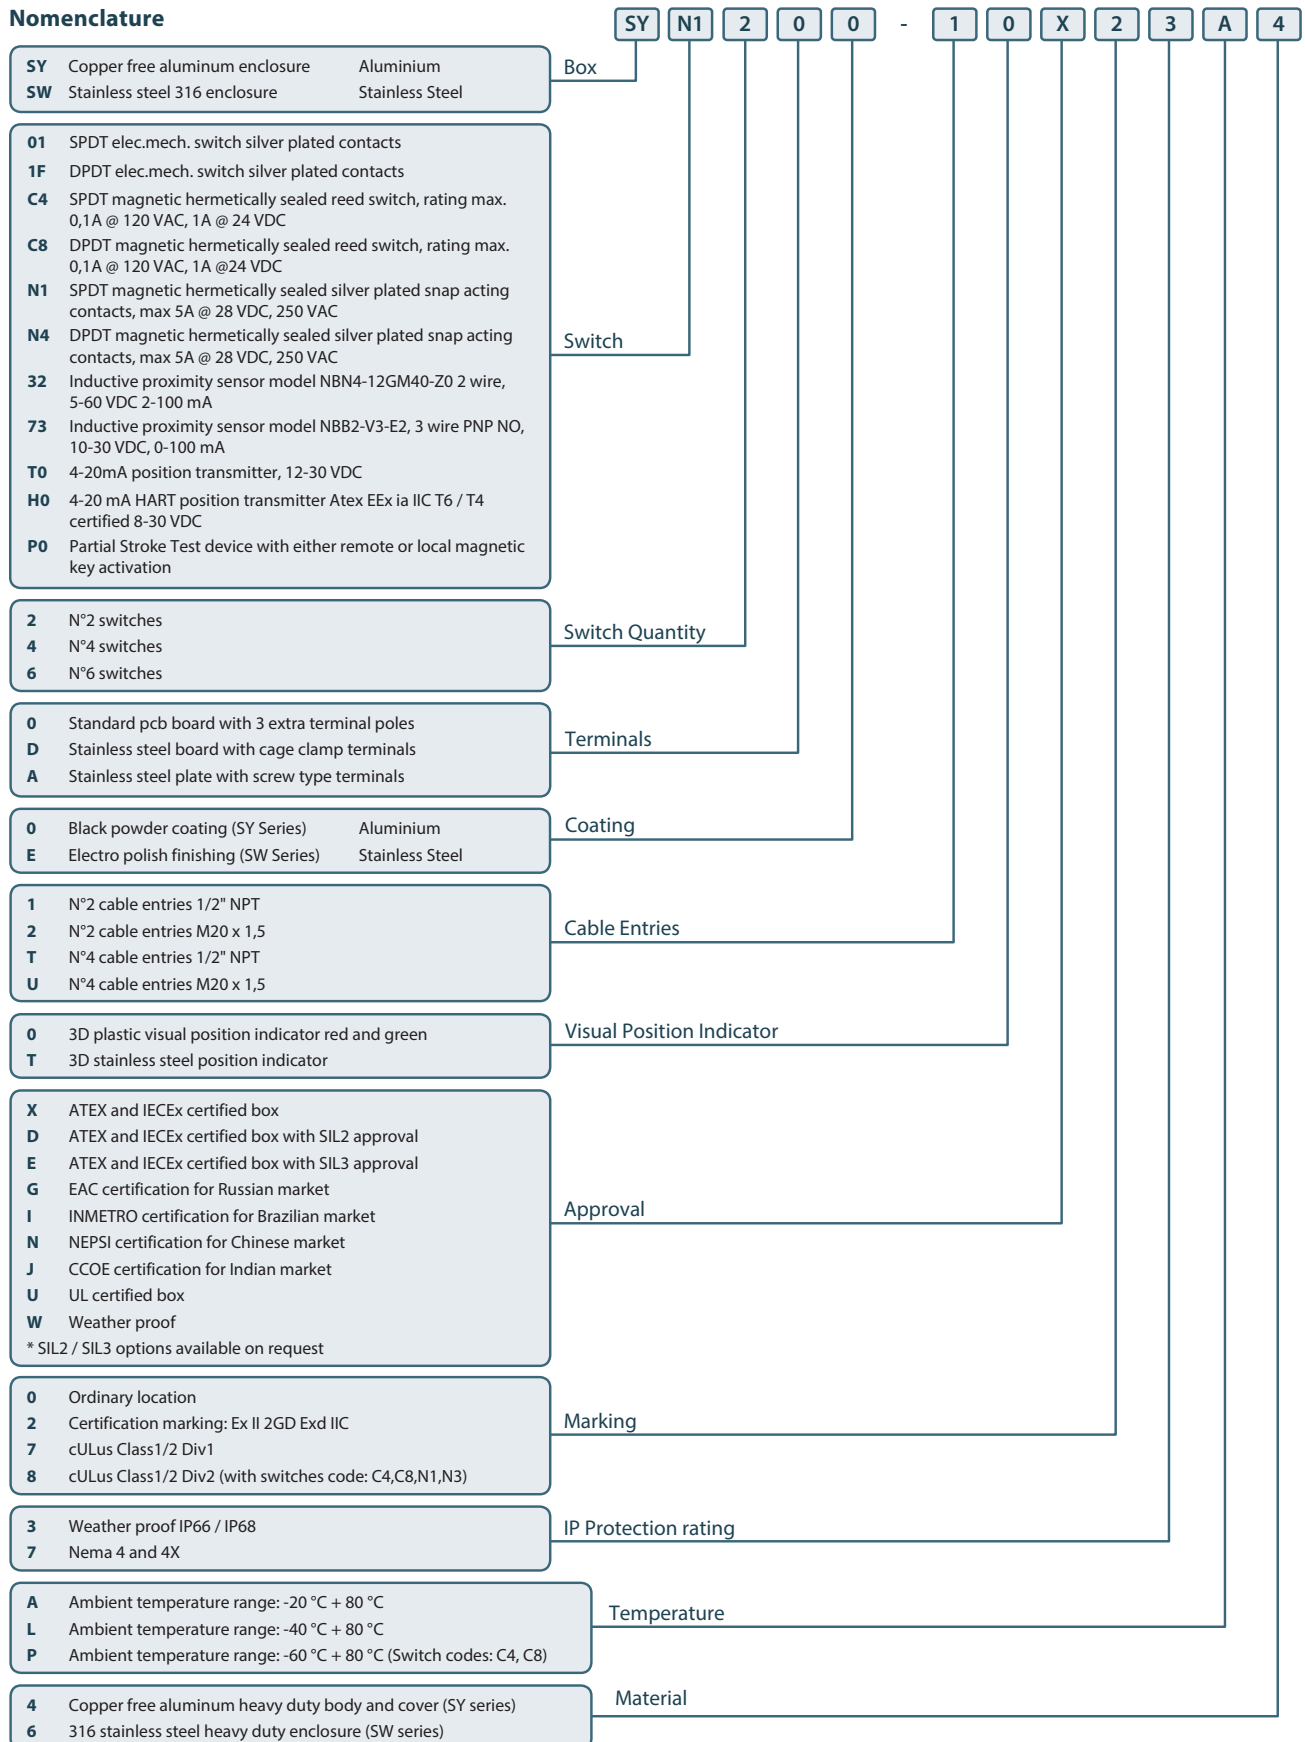 Nomenclature
SY N1 2 0 0 - 1 0 X 2 3 A 4
SY Copper free aluminum enclosure Aluminium
SW Stainless steel 316 enclosure Stainless Steel
Box
01 SPDT elec.mech. switch silver plated contacts
1F DPDT elec.mech. switch silver plated contacts
C4 SPDT magnetic hermetically sealed reed switch, rating max.
0,1A @ 120 VAC, 1A @ 24 VDC
C8 DPDT magnetic hermetically sealed reed switch, rating max.
0,1A @ 120 VAC, 1A @24 VDC
N1 SPDT magnetic hermetically sealed silver plated snap acting
contacts, max 5A @ 28 VDC, 250 VAC
N4 DPDT magnetic hermetically sealed silver plated snap acting
contacts, max 5A @ 28 VDC, 250 VAC
32 Inductive proximity sensor model NBN4-12GM40-Z0 2 wire,
5-60 VDC 2-100 mA
73 Inductive proximity sensor model NBB2-V3-E2, 3 wire PNP NO,
10-30 VDC, 0-100 mA
T0 4-20mA position transmitter, 12-30 VDC
H0 4-20 mA HART position transmitter Atex EEx ia IIC T6 / T4
certified 8-30 VDC
P0 Partial Stroke Test device with either remote or local magnetic
key activation
Switch
2 N°2 switches
4 N°4 switches
6 N°6 switches
Switch Quantity
0 Standard pcb board with 3 extra terminal poles
D Stainless steel board with cage clamp terminals
A Stainless steel plate with screw type terminals
Terminals
0 Black powder coating (SY Series) Aluminium
E Electro polish finishing (SW Series) Stainless Steel
Coating
1 N°2 cable entries 1/2" NPT
2 N°2 cable entries M20 x 1,5
T N°4 cable entries 1/2" NPT
U N°4 cable entries M20 x 1,5
Cable Entries
0 3D plastic visual position indicator red and green
T 3D stainless steel position indicator
Visual Position Indicator
X ATEX and IECEx certified box
D ATEX and IECEx certified box with SIL2 approval
E ATEX and IECEx certified box with SIL3 approval
G EAC certification for Russian market
I INMETRO certification for Brazilian market
N NEPSI certification for Chinese market
J CCOE certification for Indian market
U UL certified box
W Weather proof
* SIL2 / SIL3 options available on request
Approval
0 Ordinary location
2 Certification marking: Ex II 2GD Exd IIC
7 cULus Class1/2 Div1
8 cULus Class1/2 Div2 (with switches code: C4,C8,N1,N3)
Marking
3 Weather proof IP66 / IP68
7 Nema 4 and 4X
IP Protection rating
A Ambient temperature range: -20 °C + 80 °C
L Ambient temperature range: -40 °C + 80 °C
P Ambient temperature range: -60 °C + 80 °C (Switch codes: C4, C8)
Temperature
4 Copper free aluminum heavy duty body and cover (SY series)
6 316 stainless steel heavy duty enclosure (SW series)
Material